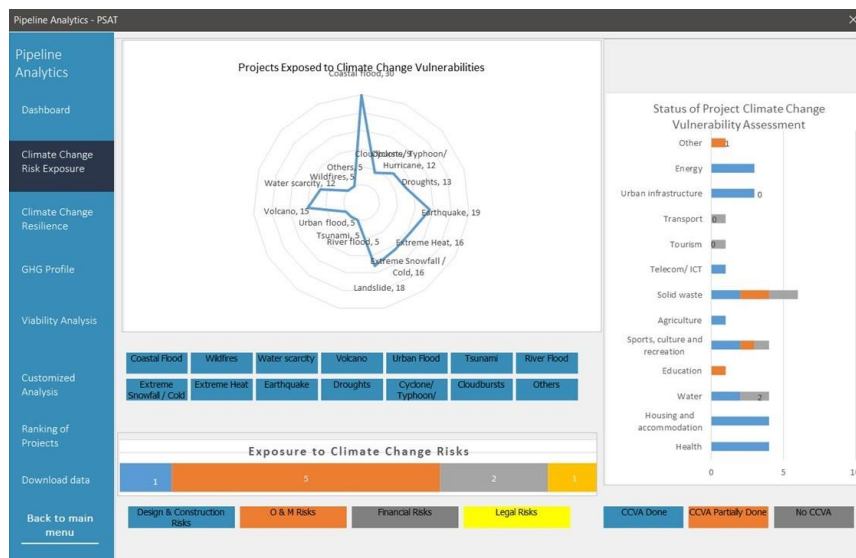 Pipeline Analytics - PSAT
Pipeline
Analytics
Dashboard
Climate Change
Risk Exposure
Climate Change
Resilience
GHG Profile
Viability Analysis
Customized
Analysis
Ranking of
Projects
Download data
Back to main
menu
Projects Exposed to Climate Change Vulnerabilities
Coastal flood, 30
Typhoon/
Hurricane, 12
Droughts, 13
Earthquake, 19
Extreme Heat, 16
Extreme Snowfall /
Cold, 16
Landslide, 18
River flood, 5
Tsunami, 5
Urban flood, 5
Volcano, 15
Water scarcity, 12
Wildfires, 5
Others, 5
Coastal Flood
Wildfires
Water scarcity
Volcano
Urban Flood
Tsunami
River Flood
Extreme
Snowfall / Cold
Extreme Heat
Earthquake
Droughts
Cyclone/
Typhoon/
Cloudbursts
Others
Exposure to Climate Change Risks
1
5
2
1
Design & Construction
Risks
O & M Risks
Financial Risks
Legal Risks
Status of Project Climate Change
Vulnerability Assessment
Other
1
Energy
Urban infrastructure
0
Transport
0
Tourism
0
Telecom/ ICT
Solid waste
Agriculture
Sports, culture and
recreation
Education
Water
2
Housing and
accommodation
Health
0
5
10
CCVA Done
CCVA Partially Done
No CCVA